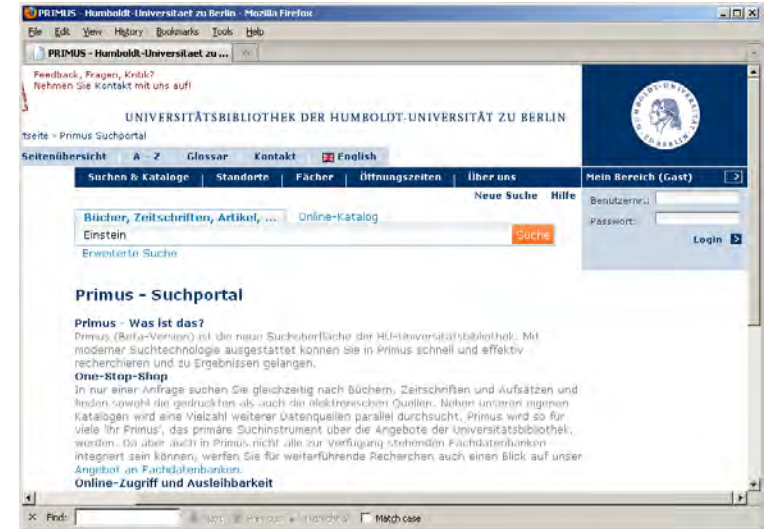 PRIMUS - Humboldt-Universitaet zu Berlin - Mozilla Firefox
File Edit View History Bookmarks Tools Help
PRIMUS - Humboldt-Universitaet zu ...
Feedback, Fragen, Kritik?
Nehmen Sie Kontakt mit uns auf!
UNIVERSITÄTSBIBLIOTHEK DER HUMBOLDT-UNIVERSITÄT ZU BERLIN
tseite » Primus Suchportal
Seitenübersicht A - Z Glossar Kontakt English
Suchen & Kataloge | Standorte | Fächer | Öffnungszeiten | Über uns
Mein Bereich (Gast)
Neue Suche Hilfe
Benutzernr.:
Bücher, Zeitschriften, Artikel, ... Online-Katalog
Passwort:
Einstein Suche
Login
Erweiterte Suche
Primus - Suchportal
Primus - Was ist das?
Primus (Beta-Version) ist die neue Suchoberfläche der HU-Universitätsbibliothek. Mit
moderner Suchtechnologie ausgestattet können Sie in Primus schnell und effektiv
recherchieren und zu Ergebnissen gelangen.
One-Stop-Shop
In nur einer Anfrage suchen Sie gleichzeitig nach Büchern, Zeitschriften und Aufsätzen und
finden sowohl die gedruckten als auch die elektronischen Quellen. Neben unseren eigenen
Katalogen wird eine Vielzahl weiterer Datenquellen parallel durchsucht. Primus wird so für
viele 'Ihr Primus', das primäre Suchinstrument über die Angebote der Universitätsbibliothek,
werden. Da aber auch in Primus nicht alle zur Verfügung stehenden Fachdatenbanken
integriert sein können, werfen Sie für weiterführende Recherchen auch einen Blick auf unser
Angebot an Fachdatenbanken.
Online-Zugriff und Ausleihbarkeit
Find: Match case